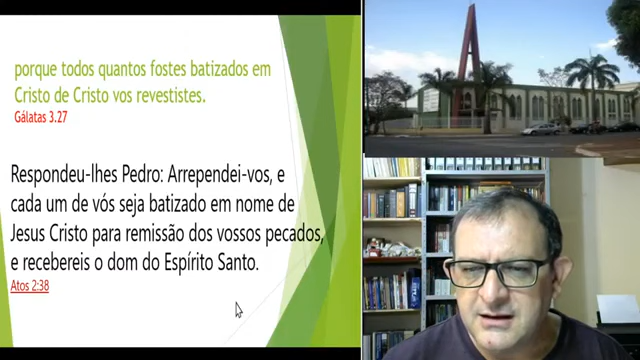 porque todos quantos fostes batizados em
Cristo de Cristo vos revestistes.
Gálatas 3.27
Respondeu-lhes Pedro: Arrependei-vos, e
cada um de vós seja batizado em nome de
Jesus Cristo para remissão dos vossos pecados,
e recebereis o dom do Espírito Santo.
Atos 2:38